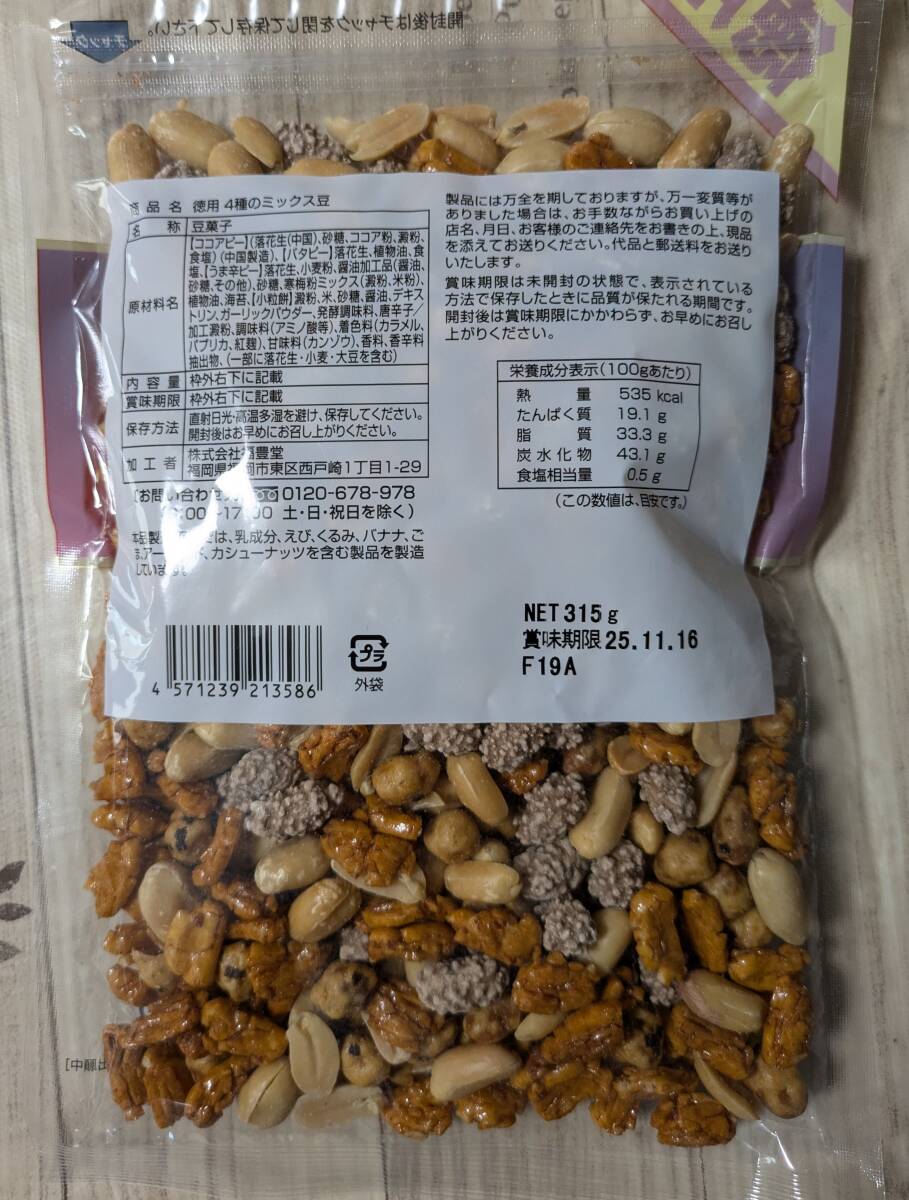 開封後はチャックを閉じて保存して下さい。
チャック
商品名 徳用 4種のミックス豆
名称 豆菓子
原材料名
【ココアピー】(落花生(中国)、砂糖、ココア粉、澱粉、
食塩)(中国製造)、【バタピー】落花生、植物油、食
塩、【うま辛ピー】落花生、小麦粉、醤油加工品(醤油、
砂糖、その他)、砂糖、寒梅粉ミックス(澱粉、米粉)、
植物油、海苔、【小粒餅】澱粉、米、砂糖、醤油、デキス
トリン、ガーリックパウダー、発酵調味料、唐辛子／
加工澱粉、調味料(アミノ酸等)、着色料(カラメル、
パプリカ、紅麹)、甘味料(カンゾウ)、香料、香辛料
抽出物、(一部に落花生・小麦・大豆を含む)
内容量 枠外右下に記載
賞味期限 枠外右下に記載
保存方法 直射日光・高温多湿を避け、保存してください。
開封後はお早めにお召し上がりください。
加工者 株式会社福豊堂
福岡県福岡市東区西戸崎1丁目1-29
[お問い合わせ 0120-678-978
:00 -17:00 土・日・祝日を除く)
は、乳成分、えび、くるみ、バナナ、ご
カシューナッツを含む製品を製造
しています。
4 571239 213586
プラ
外袋
製品には万全を期しておりますが、万一変質等が
ありました場合は、お手数ながらお買い上げの
店名、月日、お客様のご連絡先をお書きの上、現品
を添えてお送りください。代品と郵送料をお送り
いたします。
賞味期限は未開封の状態で、表示されている
方法で保存したときに品質が保たれる期間です。
開封後は賞味期限にかかわらず、お早めにお召し
上がりください。
栄養成分表示(100gあたり)
熱量 535 kcal
たんぱく質 19.1 g
脂質 33.3 g
炭水化物 43.1 g
食塩相当量 0.5 g
(この数値は、目安です。)
NET 315 g
賞味期限 25.11.16
F19A